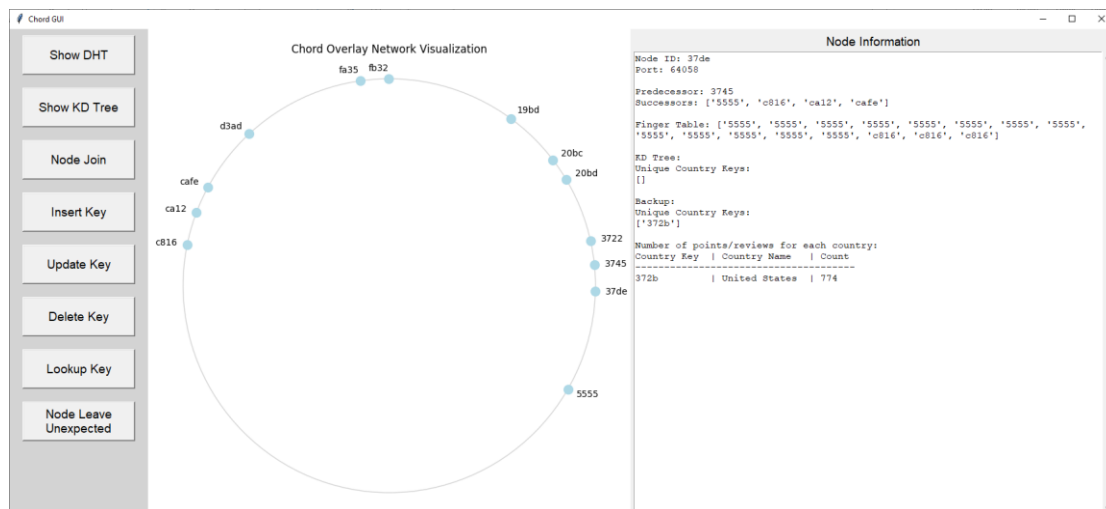 Chord GUI
Show DHT
Show KD Tree
Node Join
Insert Key
Update Key
Delete Key
Lookup Key
Node Leave
Unexpected
Chord Overlay Network Visualization
fa35
fb32
19bd
d3ad
20bc
20bd
cafe
ca12
c816
3722
3745
37de
5555
Node Information
Node ID: 37de
Port: 64058
Predecessor: 3745
Successors: ['5555', 'c816', 'ca12', 'cafe']
Finger Table: ['5555', '5555', '5555', '5555', '5555', '5555', '5555', '5555',
'5555', '5555', '5555', '5555', '5555', 'c816', 'c816', 'c816']
KD Tree:
Unique Country Keys:
[]
Backup:
Unique Country Keys:
['372b']
Number of points/reviews for each country:
Country Key | Country Name | Count
--------------------------------------
372b | United States | 774